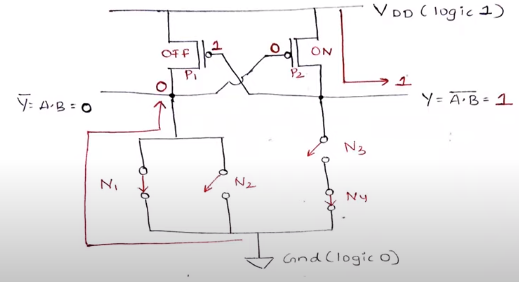 VDD (logic 1)
OFF
1
0
ON
P1
P2
0
1
Y̅ = A·B = 0
Y = A·B̅ = 1
N1
N2
N3
N4
Gnd (logic 0)